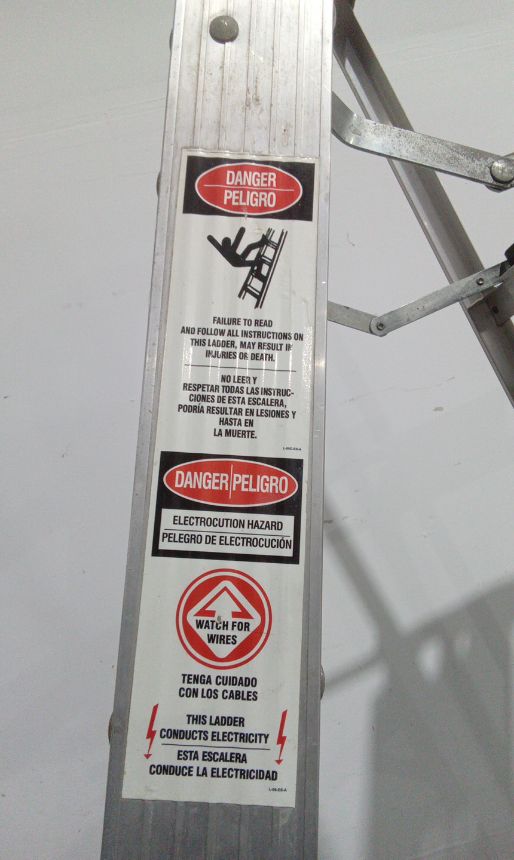 DANGER
PELIGRO
FAILURE TO READ
AND FOLLOW ALL INSTRUCTIONS ON
THIS LADDER, MAY RESULT IN
INJURIES OR DEATH.
NO LEER Y
RESPETAR TODAS LAS INSTRUC-
CIONES DE ESTA ESCALERA,
PODRÍA RESULTAR EN LESIONES Y
HASTA EN
LA MUERTE.
DANGER PELIGRO
ELECTROCUTION HAZARD
PELEGRO DE ELECTROCUCIÓN
WATCH FOR
WIRES
TENGA CUIDADO
CON LOS CABLES
THIS LADDER
CONDUCTS ELECTRICITY
ESTA ESCALERA
CONDUCE LA ELECTRICIDAD